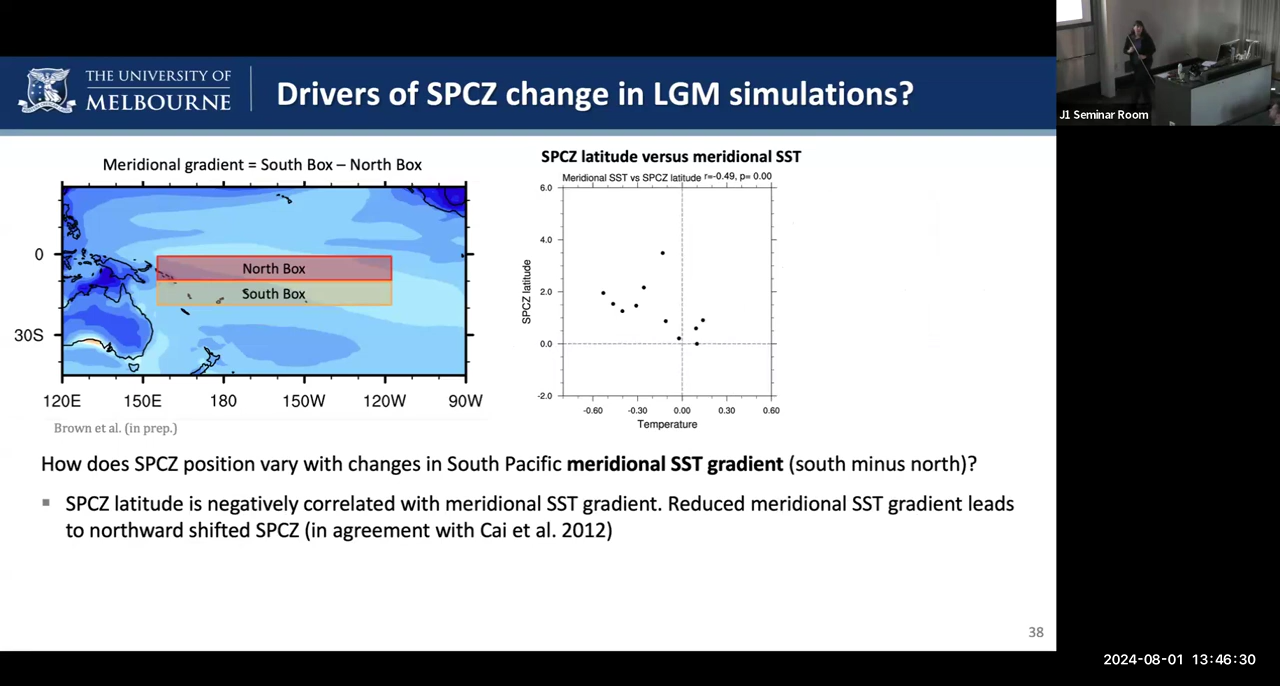 THE UNIVERSITY OF
MELBOURNE
Drivers of SPCZ change in LGM simulations?
J1 Seminar Room
Meridional gradient = South Box – North Box
0
30S
North Box
South Box
120E 150E 180 150W 120W 90W
Brown et al. (in prep.)
SPCZ latitude versus meridional SST
Meridional SST vs SPCZ latitude r=-0.49, p= 0.00
6.0
4.0
2.0
0.0
-2.0
SPCZ latitude
-0.60 -0.30 0.00 0.30 0.60
Temperature
How does SPCZ position vary with changes in South Pacific meridional SST gradient (south minus north)?
SPCZ latitude is negatively correlated with meridional SST gradient. Reduced meridional SST gradient leads
to northward shifted SPCZ (in agreement with Cai et al. 2012)
38
2024-08-01 13:46:30